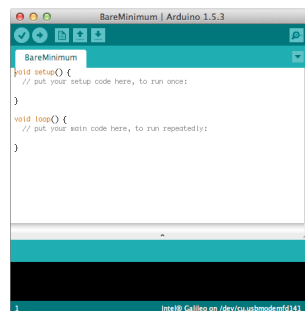 BareMinimum | Arduino 1.5.3
BareMinimum
void setup() {
// put your setup code here, to run once:
}
void loop() {
// put your main code here, to run repeatedly:
}
1
Intel® Galileo on /dev/cu.usbmodemfd141